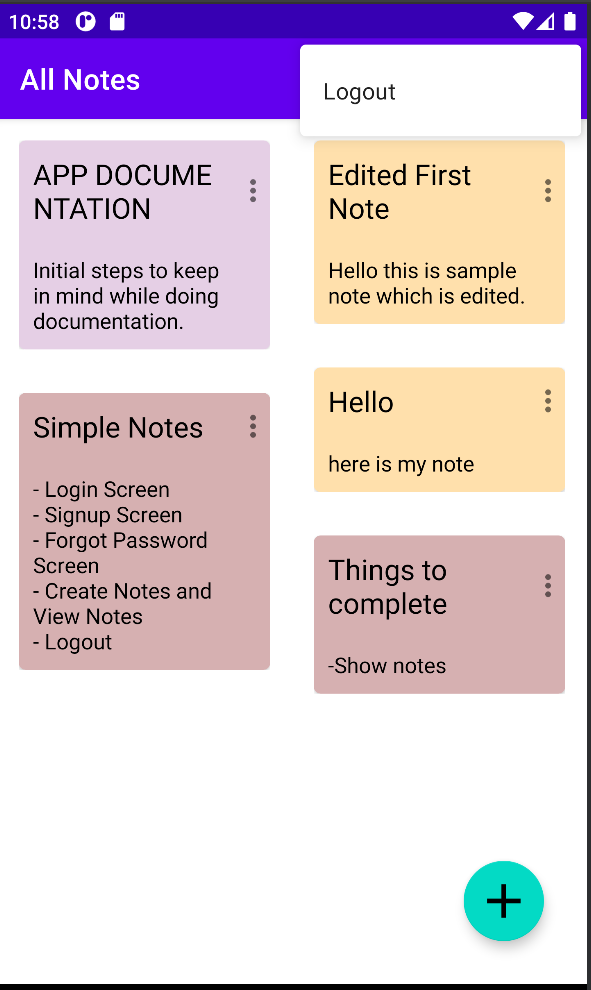 10:58
All Notes
Logout
APP DOCUME
NTATION
Initial steps to keep
in mind while doing
documentation.
Edited First
Note
Hello this is sample
note which is edited.
Simple Notes
- Login Screen
- Signup Screen
- Forgot Password
Screen
- Create Notes and
View Notes
- Logout
Hello
here is my note
Things to
complete
-Show notes